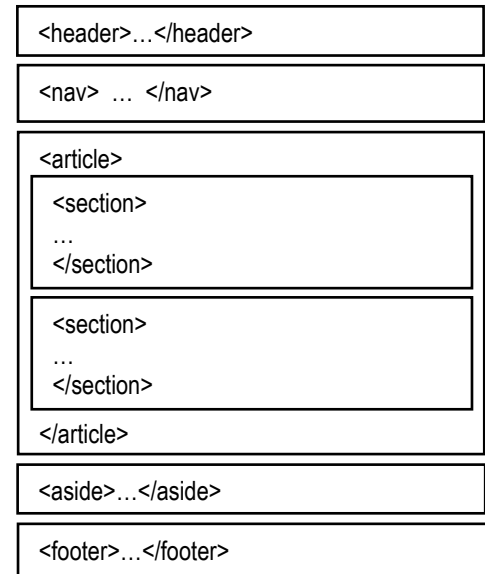 <header>…</header>
<nav> … </nav>
<article>
<section>
…
</section>
<section>
…
</section>
</article>
<aside>…</aside>
<footer>…</footer>